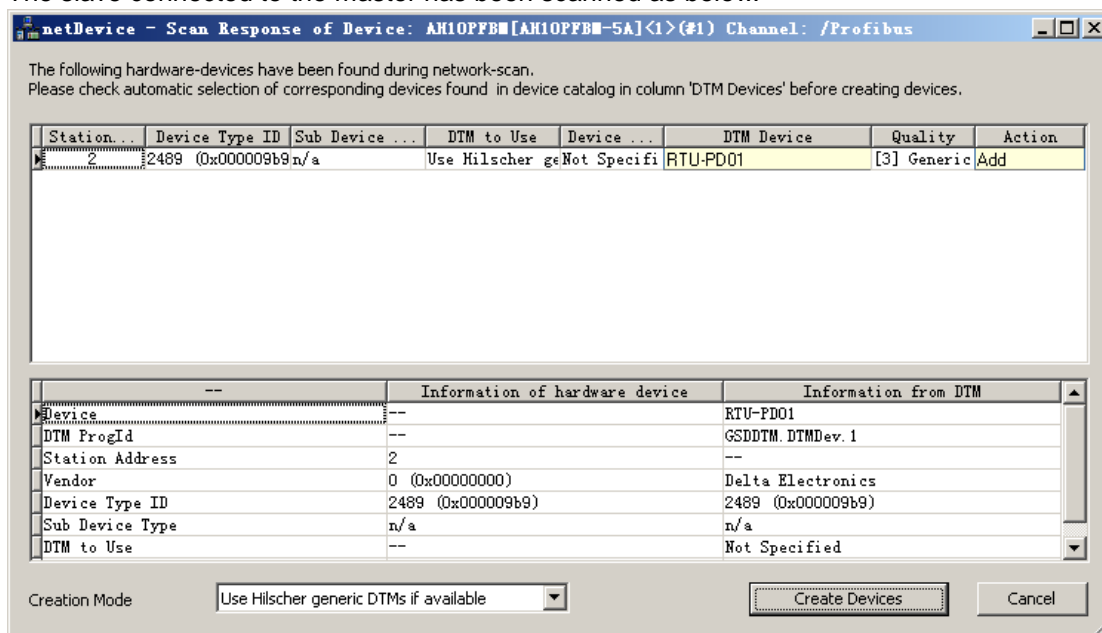 The slave connected to the master has been scanned as below.
netDevice - Scan Response of Device: AH10PFBM[AH10PFBM-5A]<1>(#1) Channel: /Profibus
The following hardware-devices have been found during network-scan.
Please check automatic selection of corresponding devices found in device catalog in column 'DTM Devices' before creating devices.
Station... Device Type ID Sub Device ... DTM to Use Device ... DTM Device Quality Action
2 2489 (0x000009b9 n/a Use Hilscher ge Not Specifi RTU-PD01 [3] Generic Add
-- Information of hardware device Information from DTM
Device -- RTU-PD01
DTM ProgId -- GSDDTM.DTMDev.1
Station Address 2 --
Vendor 0 (0x00000000) Delta Electronics
Device Type ID 2489 (0x000009b9) 2489 (0x000009b9)
Sub Device Type n/a n/a
DTM to Use -- Not Specified
Creation Mode Use Hilscher generic DTMs if available Create Devices Cancel